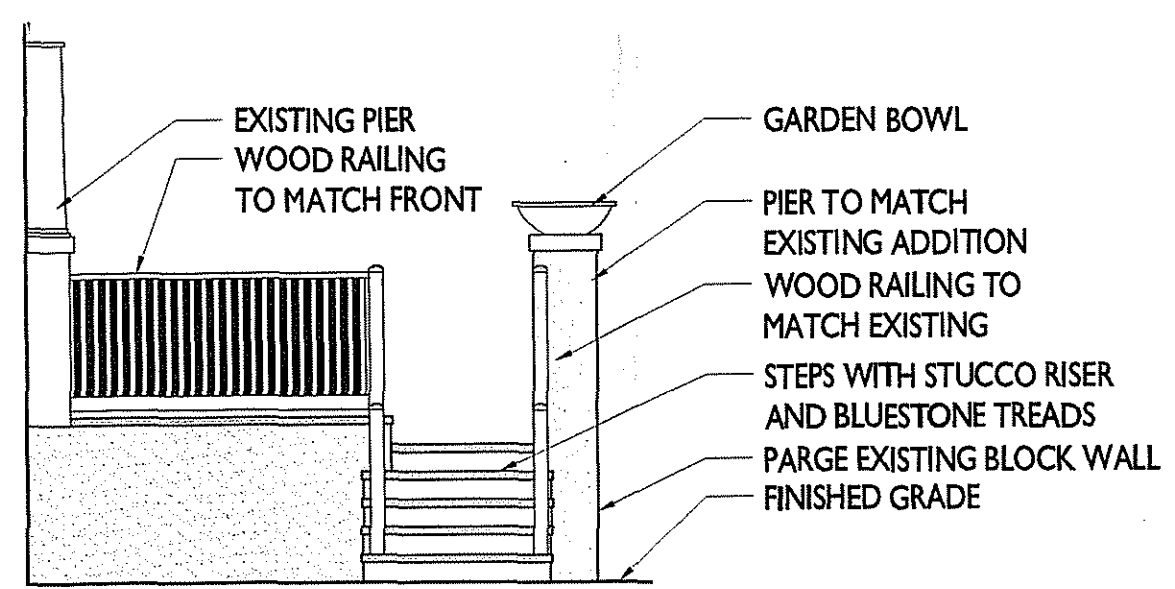 EXISTING PIER
WOOD RAILING
TO MATCH FRONT
GARDEN BOWL
PIER TO MATCH
EXISTING ADDITION
WOOD RAILING TO
MATCH EXISTING
STEPS WITH STUCCO RISER
AND BLUESTONE TREADS
PARGE EXISTING BLOCK WALL
FINISHED GRADE